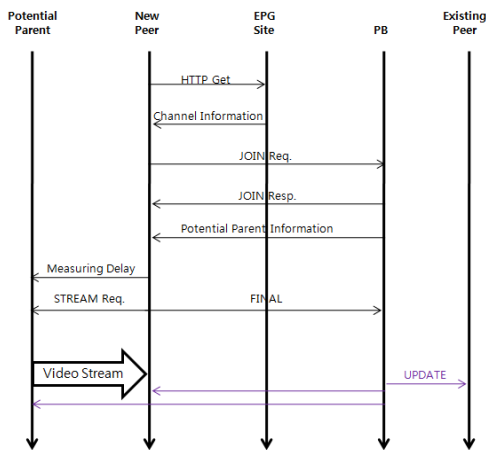 Potential
Parent
New
Peer
EPG
Site
PB
Existing
Peer
HTTP Get
Channel Information
JOIN Req.
JOIN Resp.
Potential Parent Information
Measuring Delay
STREAM Req.
FINAL
Video Stream
UPDATE